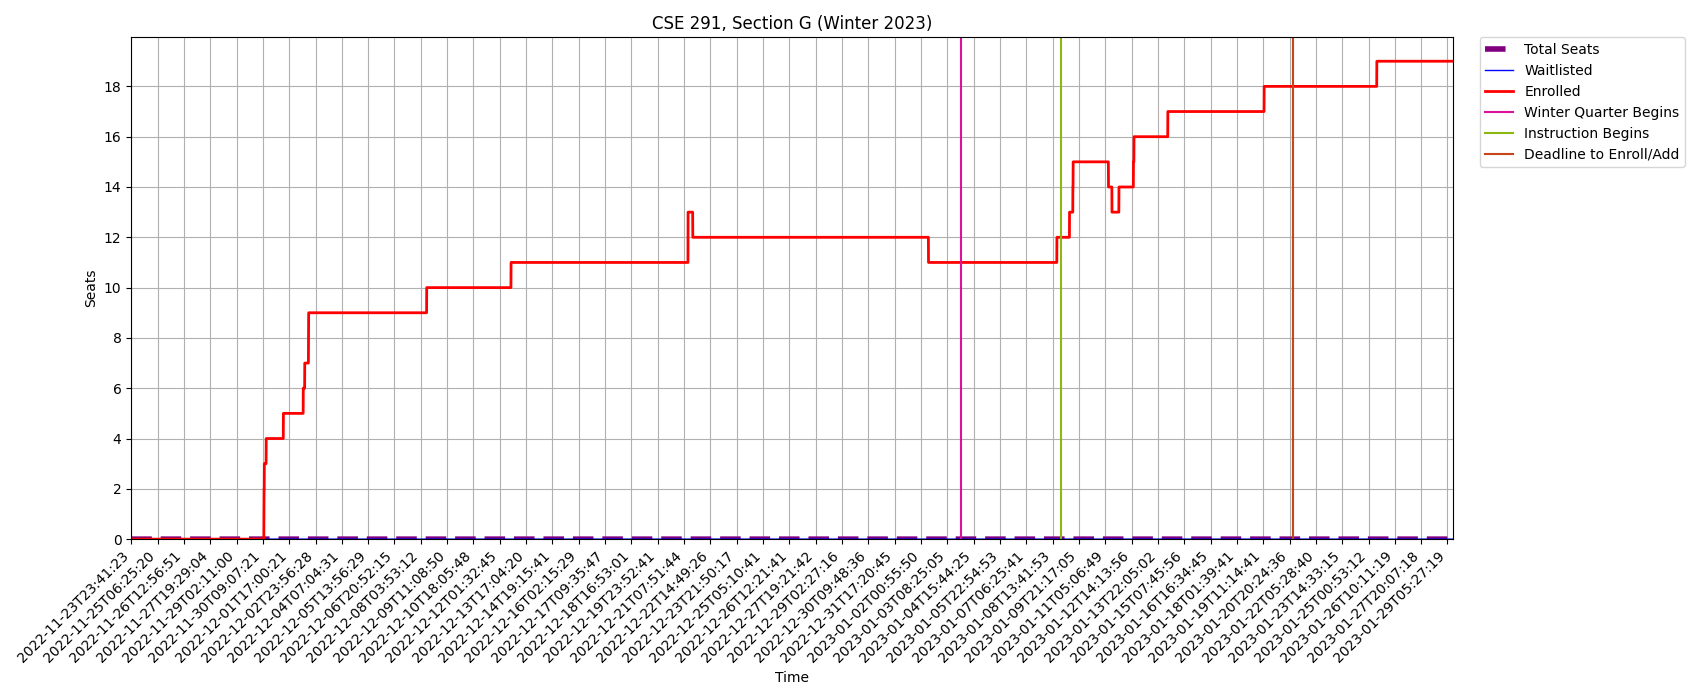 CSE 291, Section G (Winter 2023)
Total Seats
Waitlisted
Enrolled
Winter Quarter Begins
Instruction Begins
Deadline to Enroll/Add
Seats
18
16
14
12
10
8
6
4
2
0
2022-11-23T23:41:23
2022-11-25T06:25:20
2022-11-26T12:56:51
2022-11-27T19:29:04
2022-11-29T02:11:00
2022-11-30T09:07:21
2022-12-01T17:00:21
2022-12-02T23:56:28
2022-12-04T07:04:31
2022-12-05T13:56:29
2022-12-06T20:52:15
2022-12-08T03:53:12
2022-12-09T11:08:50
2022-12-10T18:05:48
2022-12-12T01:32:45
2022-12-13T17:04:20
2022-12-14T19:15:41
2022-12-16T02:15:29
2022-12-17T09:35:47
2022-12-18T16:53:01
2022-12-19T23:52:41
2022-12-21T07:51:44
2022-12-22T14:49:26
2022-12-23T21:50:17
2022-12-25T05:10:41
2022-12-26T12:21:41
2022-12-27T19:21:42
2022-12-29T02:27:16
2022-12-30T09:48:36
2022-12-31T17:20:45
2023-01-02T00:55:50
2023-01-03T08:25:05
2023-01-04T15:44:25
2023-01-05T22:54:53
2023-01-07T06:25:41
2023-01-08T13:41:53
2023-01-09T21:17:05
2023-01-11T05:06:49
2023-01-12T14:13:56
2023-01-13T22:05:02
2023-01-15T07:45:56
2023-01-16T16:34:45
2023-01-18T01:39:41
2023-01-19T11:14:41
2023-01-20T20:24:36
2023-01-22T05:28:40
2023-01-23T14:33:15
2023-01-25T00:53:12
2023-01-26T10:11:19
2023-01-27T20:07:18
2023-01-29T05:27:19
Time